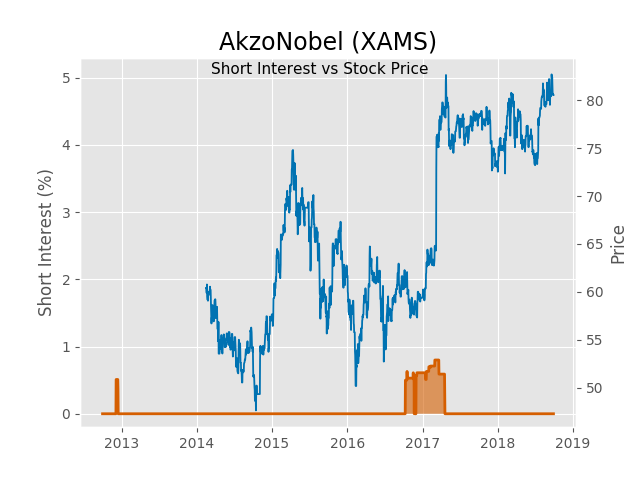 AkzoNobel (XAMS)
Short Interest vs Stock Price
Short Interest (%)
5
4
3
2
1
0
80
75
70
65
60
55
50
Price
2013 2014 2015 2016 2017 2018 2019